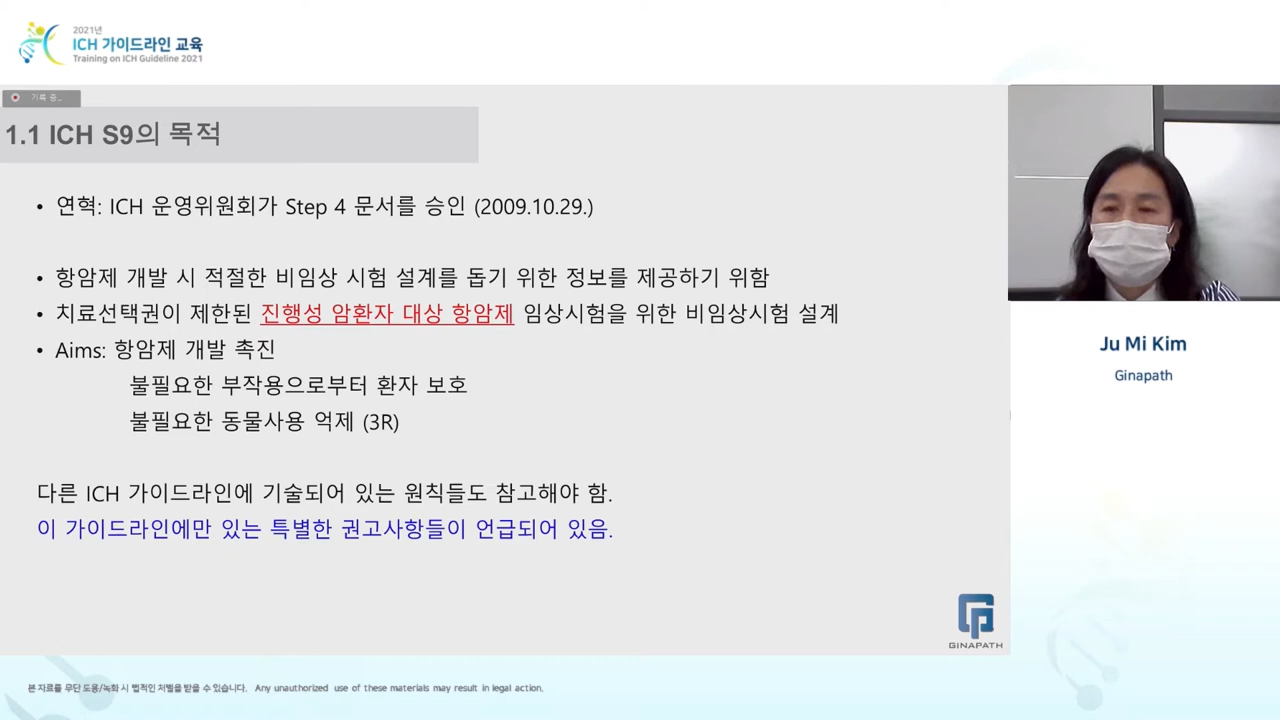 2021년
ICH 가이드라인 교육
Training on ICH Guideline 2021
기록 중...
1.1 ICH S9의 목적
• 연혁: ICH 운영위원회가 Step 4 문서를 승인 (2009.10.29.)
• 항암제 개발 시 적절한 비임상 시험 설계를 돕기 위한 정보를 제공하기 위함
• 치료선택권이 제한된 진행성 암환자 대상 항암제 임상시험을 위한 비임상시험 설계
• Aims: 항암제 개발 촉진
불필요한 부작용으로부터 환자 보호
불필요한 동물사용 억제 (3R)
다른 ICH 가이드라인에 기술되어 있는 원칙들도 참고해야 함.
이 가이드라인에만 있는 특별한 권고사항들이 언급되어 있음.
GINAPATH
Ju Mi Kim
Ginapath
본 자료를 무단 도용/녹화 시 법적인 처벌을 받을 수 있습니다. Any unauthorized use of these materials may result in legal action.